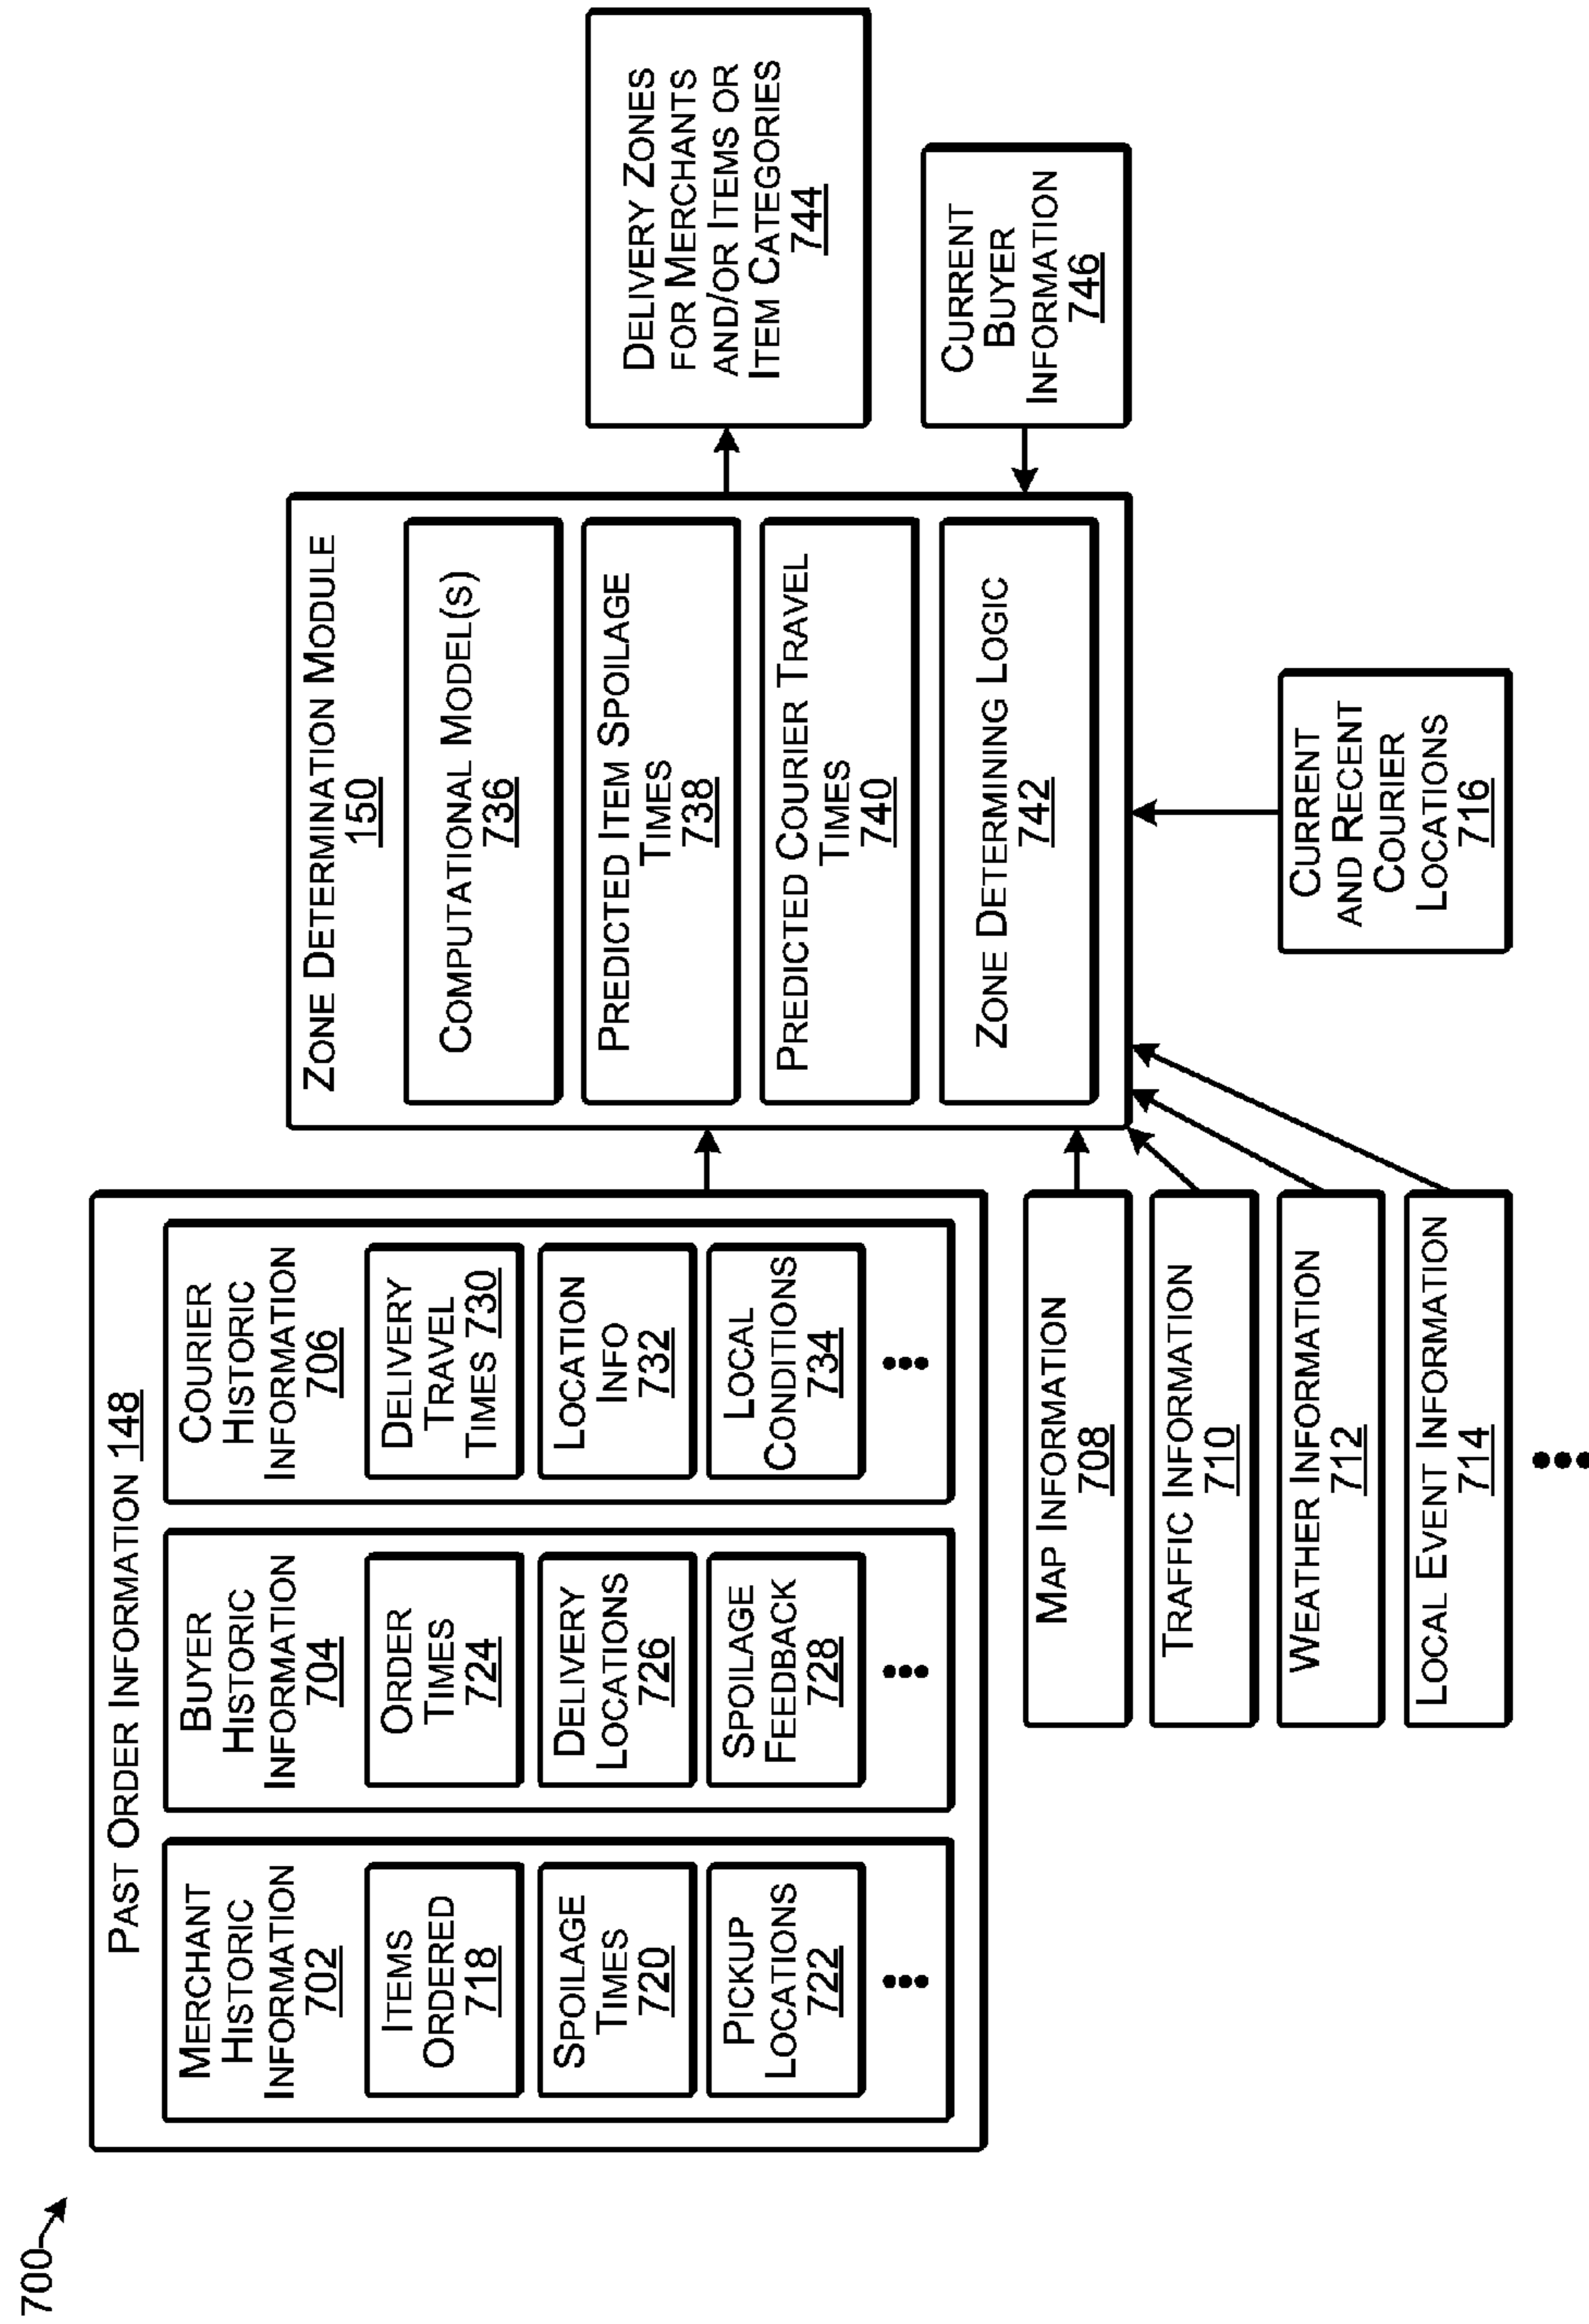 700
PAST ORDER INFORMATION 148
MERCHANT
HISTORIC
INFORMATION
702
ITEMS
ORDERED
718
SPOILAGE
TIMES
720
PICKUP
LOCATIONS
722
BUYER
HISTORIC
INFORMATION
704
ORDER
TIMES
724
DELIVERY
LOCATIONS
726
SPOILAGE
FEEDBACK
728
COURIER
HISTORIC
INFORMATION
706
DELIVERY
TRAVEL
TIMES 730
LOCATION
INFO
732
LOCAL
CONDITIONS
734
MAP INFORMATION
708
TRAFFIC INFORMATION
710
WEATHER INFORMATION
712
LOCAL EVENT INFORMATION
714
ZONE DETERMINATION MODULE
150
COMPUTATIONAL MODEL(S)
736
PREDICTED ITEM SPOILAGE
TIMES
738
PREDICTED COURIER TRAVEL
TIMES
740
ZONE DETERMINING LOGIC
742
CURRENT
AND RECENT
COURIER
LOCATIONS
716
DELIVERY ZONES
FOR MERCHANTS
AND/OR ITEMS OR
ITEM CATEGORIES
744
CURRENT
BUYER
INFORMATION
746